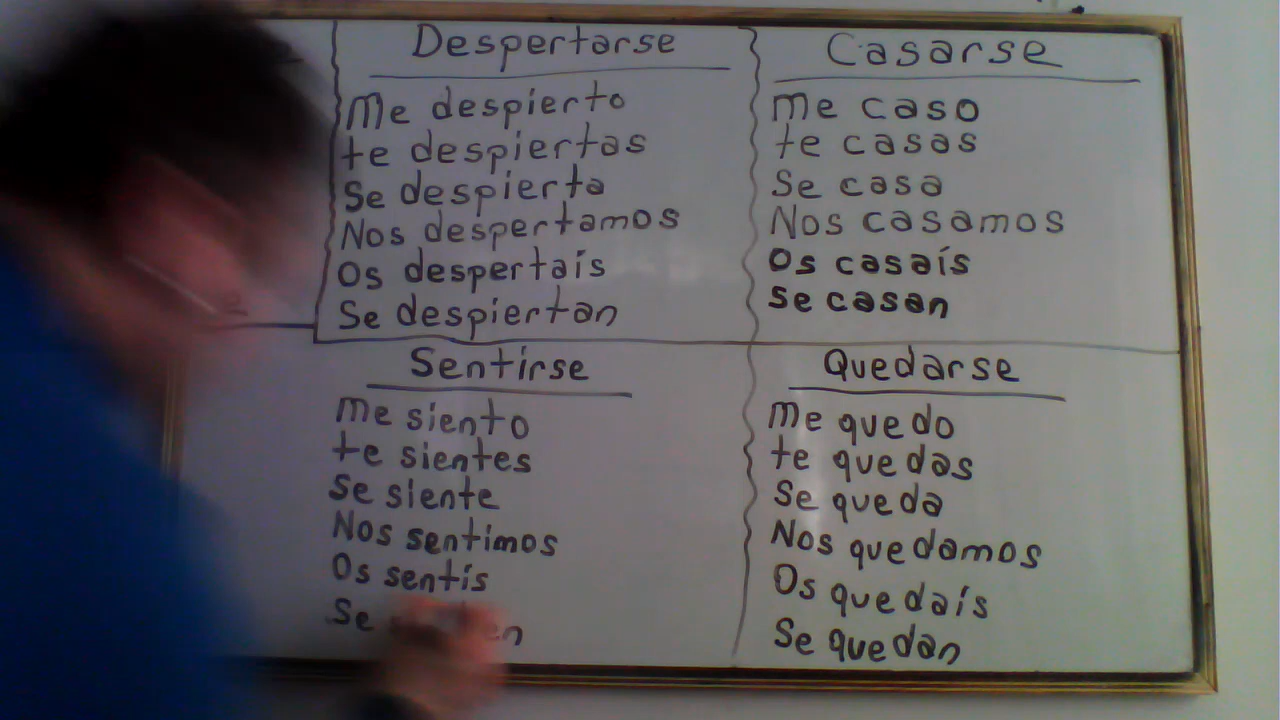 Despertarse
Me despierto
te despiertas
Se despierta
Nos despertamos
Os despertaís
Se despiertan
Casarse
Me caso
te casas
Se casa
Nos casamos
Os casaís
Se casan
Sentirse
Me siento
te sientes
Se siente
Nos sentimos
Os sentís
Se
Quedarse
Me quedo
te quedas
Se queda
Nos quedamos
Os quedaís
Se quedan